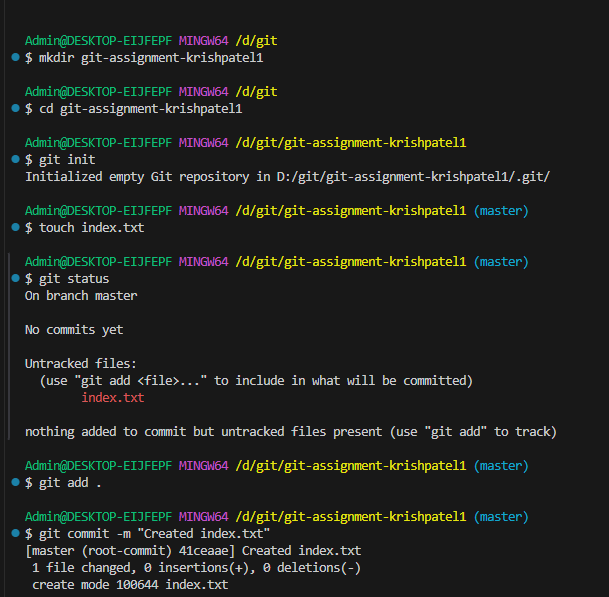 Admin@DESKTOP-EIJFEPF MINGW64 /d/git
$ mkdir git-assignment-krishpatel1
Admin@DESKTOP-EIJFEPF MINGW64 /d/git
$ cd git-assignment-krishpatel1
Admin@DESKTOP-EIJFEPF MINGW64 /d/git/git-assignment-krishpatel1
$ git init
Initialized empty Git repository in D:/git/git-assignment-krishpatel1/.git/
Admin@DESKTOP-EIJFEPF MINGW64 /d/git/git-assignment-krishpatel1 (master)
$ touch index.txt
Admin@DESKTOP-EIJFEPF MINGW64 /d/git/git-assignment-krishpatel1 (master)
$ git status
On branch master
No commits yet
Untracked files:
  (use "git add <file>..." to include in what will be committed)
        index.txt
nothing added to commit but untracked files present (use "git add" to track)
Admin@DESKTOP-EIJFEPF MINGW64 /d/git/git-assignment-krishpatel1 (master)
$ git add .
Admin@DESKTOP-EIJFEPF MINGW64 /d/git/git-assignment-krishpatel1 (master)
$ git commit -m "Created index.txt"
[master (root-commit) 41ceaae] Created index.txt
 1 file changed, 0 insertions(+), 0 deletions(-)
 create mode 100644 index.txt